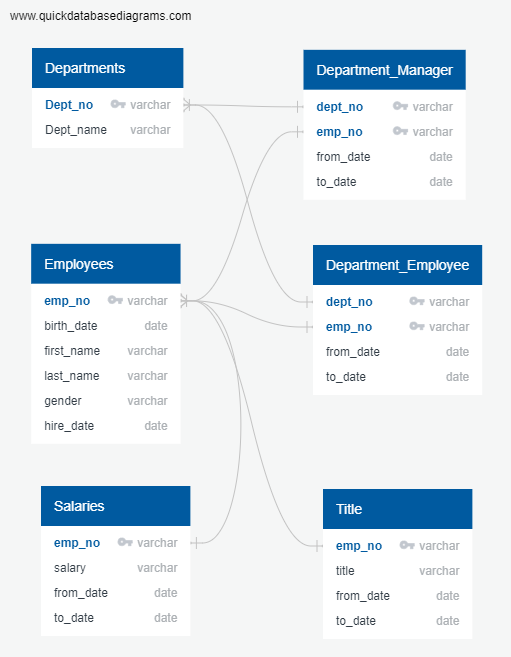 www.quickdatabasediagrams.com
Departments
Dept_no varchar
Dept_name varchar
Department_Manager
dept_no varchar
emp_no varchar
from_date date
to_date date
Employees
emp_no varchar
birth_date date
first_name varchar
last_name varchar
gender varchar
hire_date date
Department_Employee
dept_no varchar
emp_no varchar
from_date date
to_date date
Salaries
emp_no varchar
salary varchar
from_date date
to_date date
Title
emp_no varchar
title varchar
from_date date
to_date date